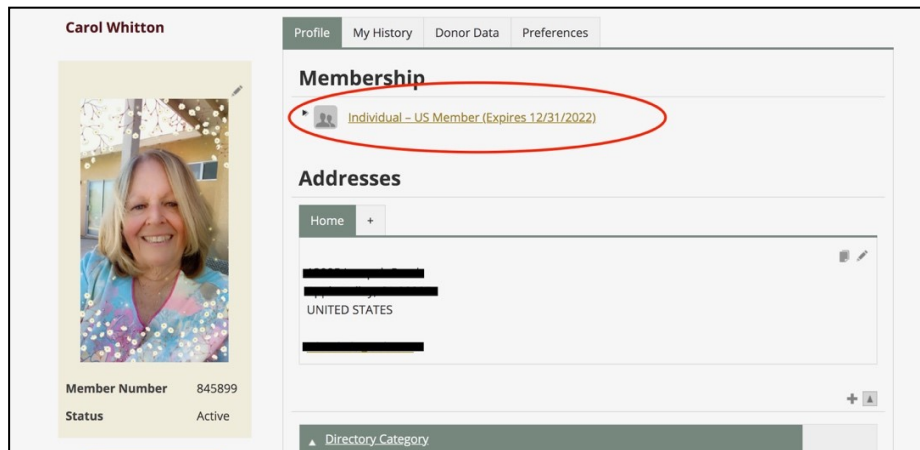 Carol Whitton
Profile My History Donor Data Preferences
Membership
Individual – US Member (Expires 12/31/2022)
Addresses
Home +
UNITED STATES
Member Number 845899
Status Active
Directory Category